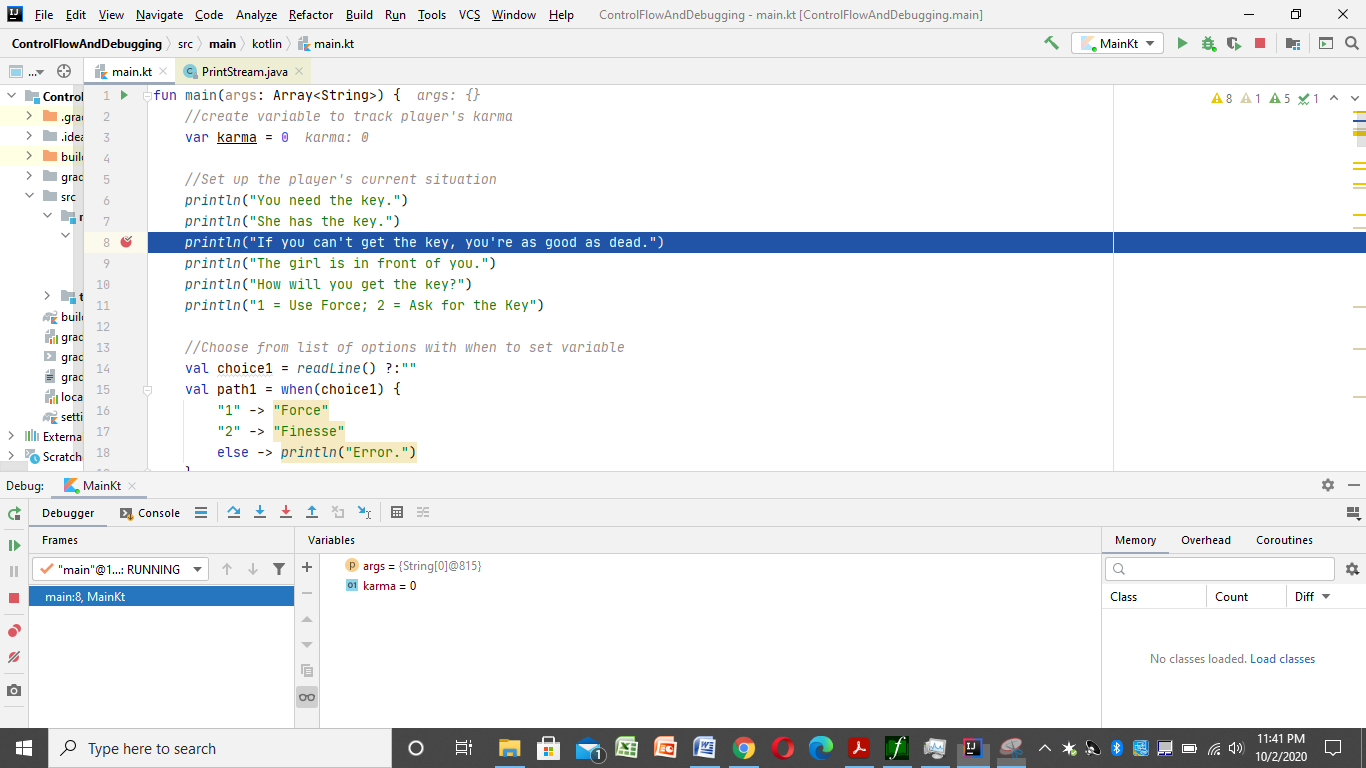 File Edit View Navigate Code Analyze Refactor Build Run Tools VCS Window Help ControlFlowAndDebugging - main.kt [ControlFlowAndDebugging.main]
ControlFlowAndDebugging src main kotlin main.kt MainKt
... main.kt PrintStream.java
Control
.gra
.idea
build
grad
src
m
t
build
grad
grad
grad
loca
setti
Externa
Scratch
8 1 5 1
1 fun main(args: Array<String>) { args: {}
2 //create variable to track player's karma
3 var karma = 0 karma: 0
4
5 //Set up the player's current situation
6 println("You need the key.")
7 println("She has the key.")
8 println("If you can't get the key, you're as good as dead.")
9 println("The girl is in front of you.")
10 println("How will you get the key?")
11 println("1 = Use Force; 2 = Ask for the Key")
12
13 //Choose from list of options with when to set variable
14 val choice1 = readLine() ?:""
15 val path1 = when(choice1) {
16 "1" -> "Force"
17 "2" -> "Finesse"
18 else -> println("Error.")
Debug: MainKt
Debugger Console
Frames Variables Memory Overhead Coroutines
"main"@1...: RUNNING
main:8, MainKt
args = {String[0]@815}
karma = 0
Class Count Diff
No classes loaded. Load classes
Type here to search
11:41 PM
10/2/2020